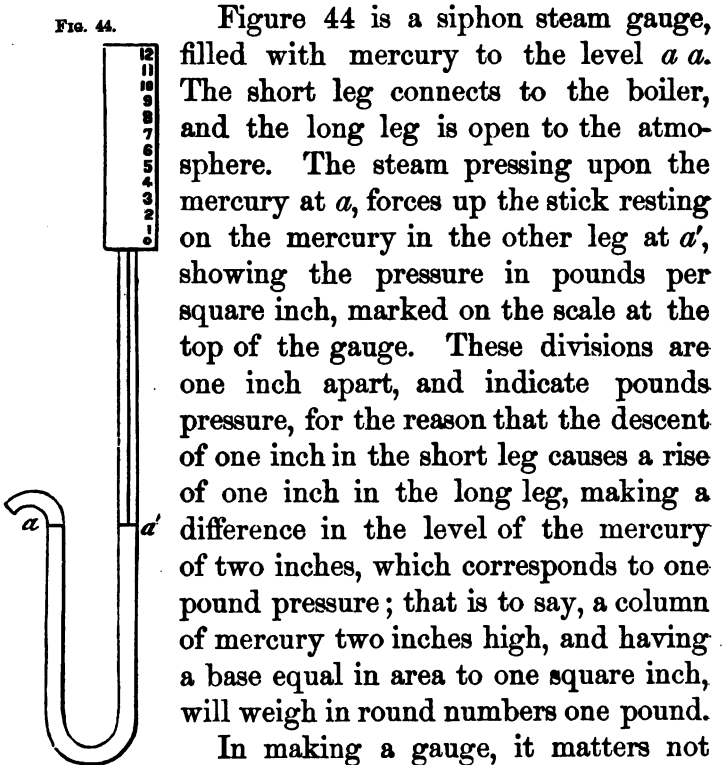 Fig. 44.
12
11
10
9
8
7
6
5
4
3
2
1
0
a
a'
Figure 44 is a siphon steam gauge,
filled with mercury to the level a a.
The short leg connects to the boiler,
and the long leg is open to the atmo-
sphere. The steam pressing upon the
mercury at a, forces up the stick resting
on the mercury in the other leg at a′,
showing the pressure in pounds per
square inch, marked on the scale at the
top of the gauge. These divisions are
one inch apart, and indicate pounds
pressure, for the reason that the descent
of one inch in the short leg causes a rise
of one inch in the long leg, making a
difference in the level of the mercury
of two inches, which corresponds to one
pound pressure; that is to say, a column
of mercury two inches high, and having
a base equal in area to one square inch,
will weigh in round numbers one pound.
In making a gauge, it matters not